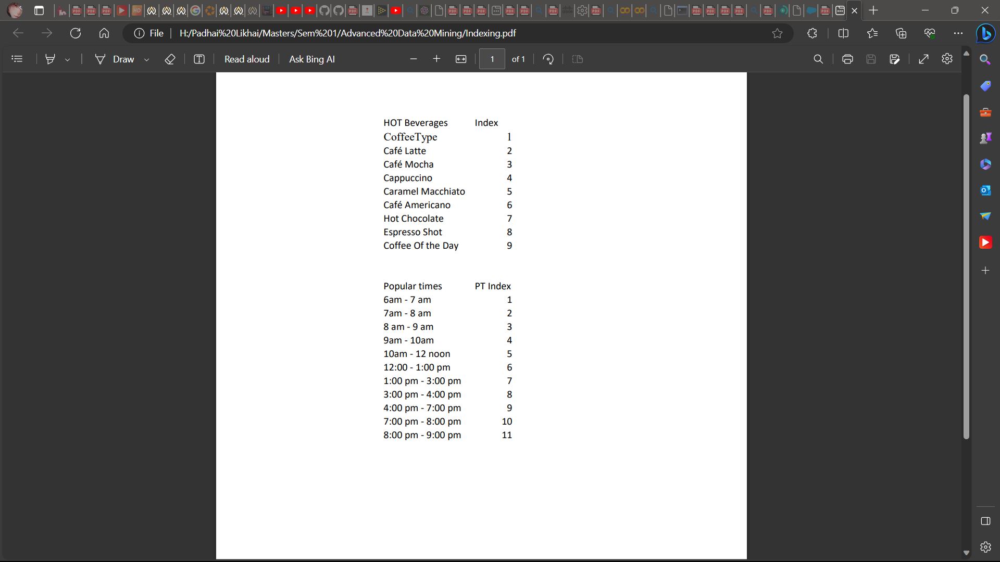 File
H:/Padhai%20Likhai/Masters/Sem%201/Advanced%20Data%20Mining/Indexing.pdf
Draw
Read aloud
Ask Bing AI
1 of 1
HOT Beverages Index
CoffeeType 1
Café Latte 2
Café Mocha 3
Cappuccino 4
Caramel Macchiato 5
Café Americano 6
Hot Chocolate 7
Espresso Shot 8
Coffee Of the Day 9
Popular times PT Index
6am - 7 am 1
7am - 8 am 2
8 am - 9 am 3
9am - 10am 4
10am - 12 noon 5
12:00 - 1:00 pm 6
1:00 pm - 3:00 pm 7
3:00 pm - 4:00 pm 8
4:00 pm - 7:00 pm 9
7:00 pm - 8:00 pm 10
8:00 pm - 9:00 pm 11